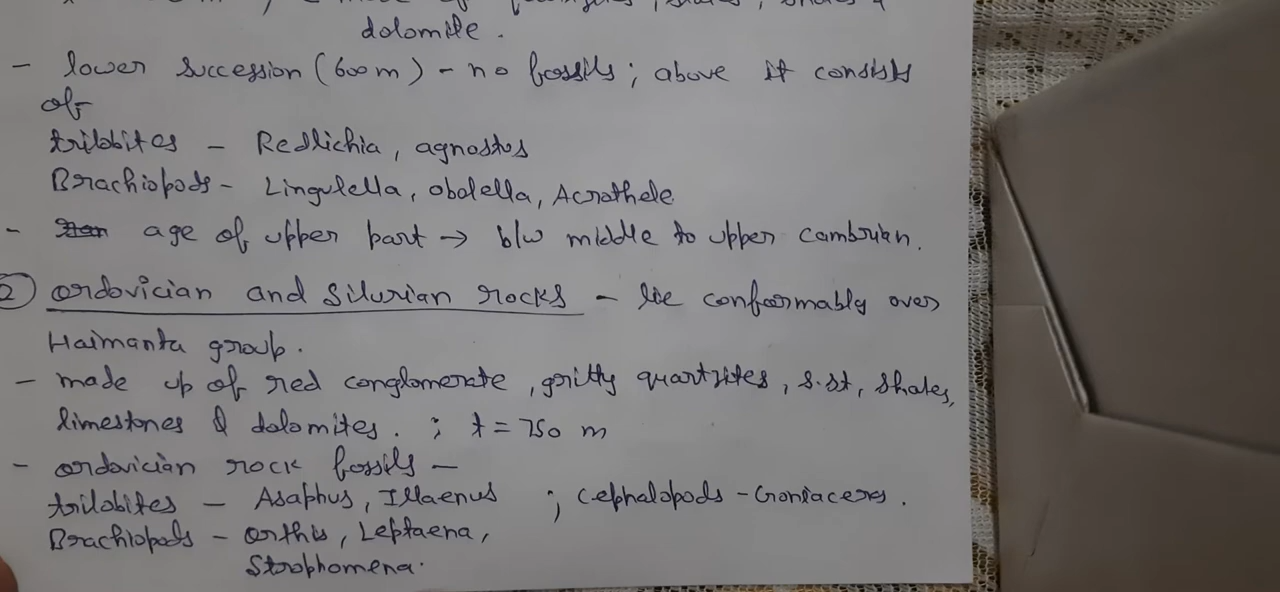 dolomite.
- lower succession (600m) - no fossils; above it consists
of
trilobites - Redlichia, agnostus
Brachiopods - Lingulella, obolella, Acrothele
- age of upper part → b/w middle to upper cambrian.
2 ordovician and Silurian rocks - lie conformably over
Haimanta group.
- made up of red conglomerate, gritty quartzites, s.st, shales,
limestones & dolomites. ; t = 750 m
- ordovician rock fossils -
trilobites - Asaphus, Illaenus ; cephalopods - Goniaceras.
Brachiopods - orthis, Leptaena,
Strophomena.